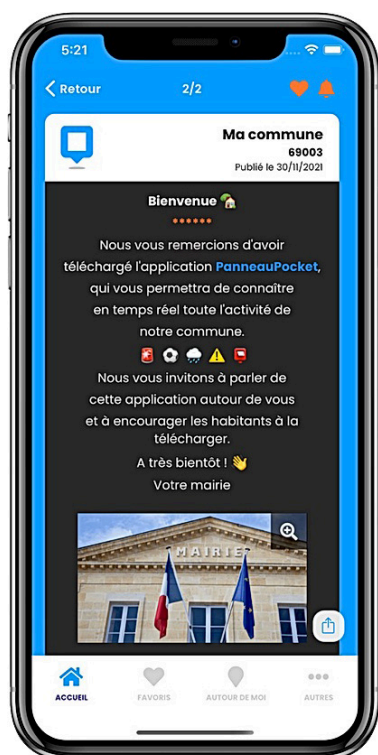 5:21
Retour
2/2
Ma commune
69003
Publié le 30/11/2021
Bienvenue
Nous vous remercions d'avoir
téléchargé l'application PanneauPocket,
qui vous permettra de connaître
en temps réel toute l'activité de
notre commune.
Nous vous invitons à parler de
cette application autour de vous
et à encourager les habitants à la
télécharger.
A très bientôt !
Votre mairie
MAIRIE
ACCUEIL
FAVORIS
AUTOUR DE MOI
AUTRES